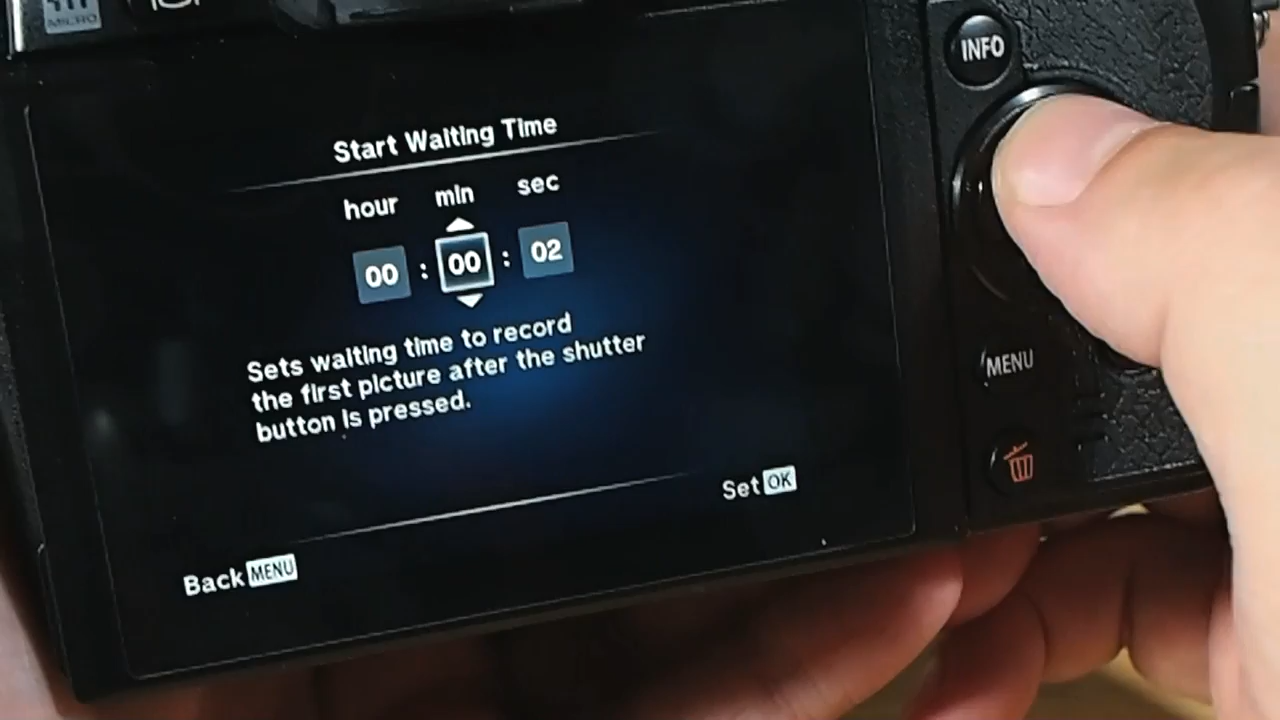 MICRO
INFO
Start Waiting Time
hour min sec
00 : 00 : 02
Sets waiting time to record
the first picture after the shutter
button is pressed.
MENU
Set OK
Back MENU